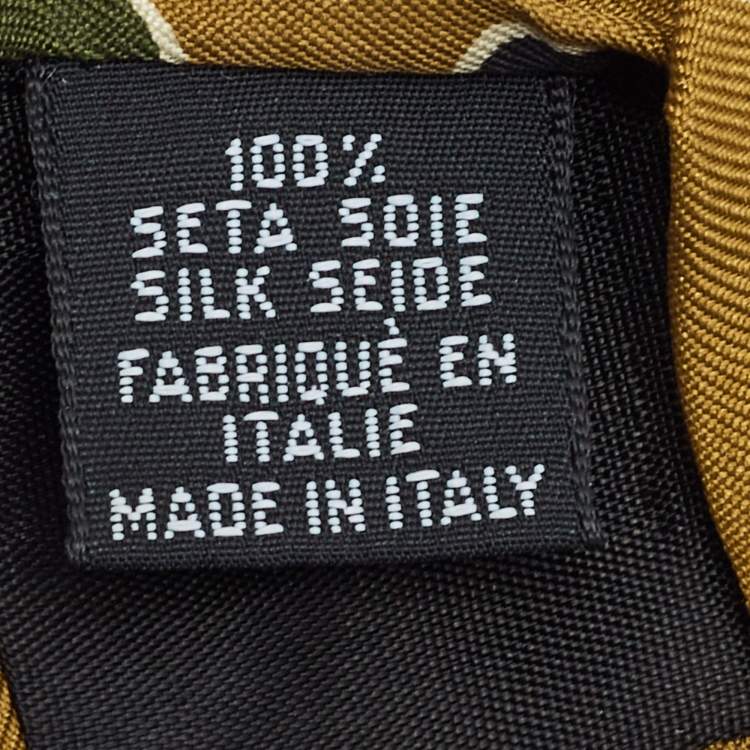 100%
SETA SOIE
SILK SEIDE
FABRIQUÈ EN
ITALIE
MADE IN ITALY